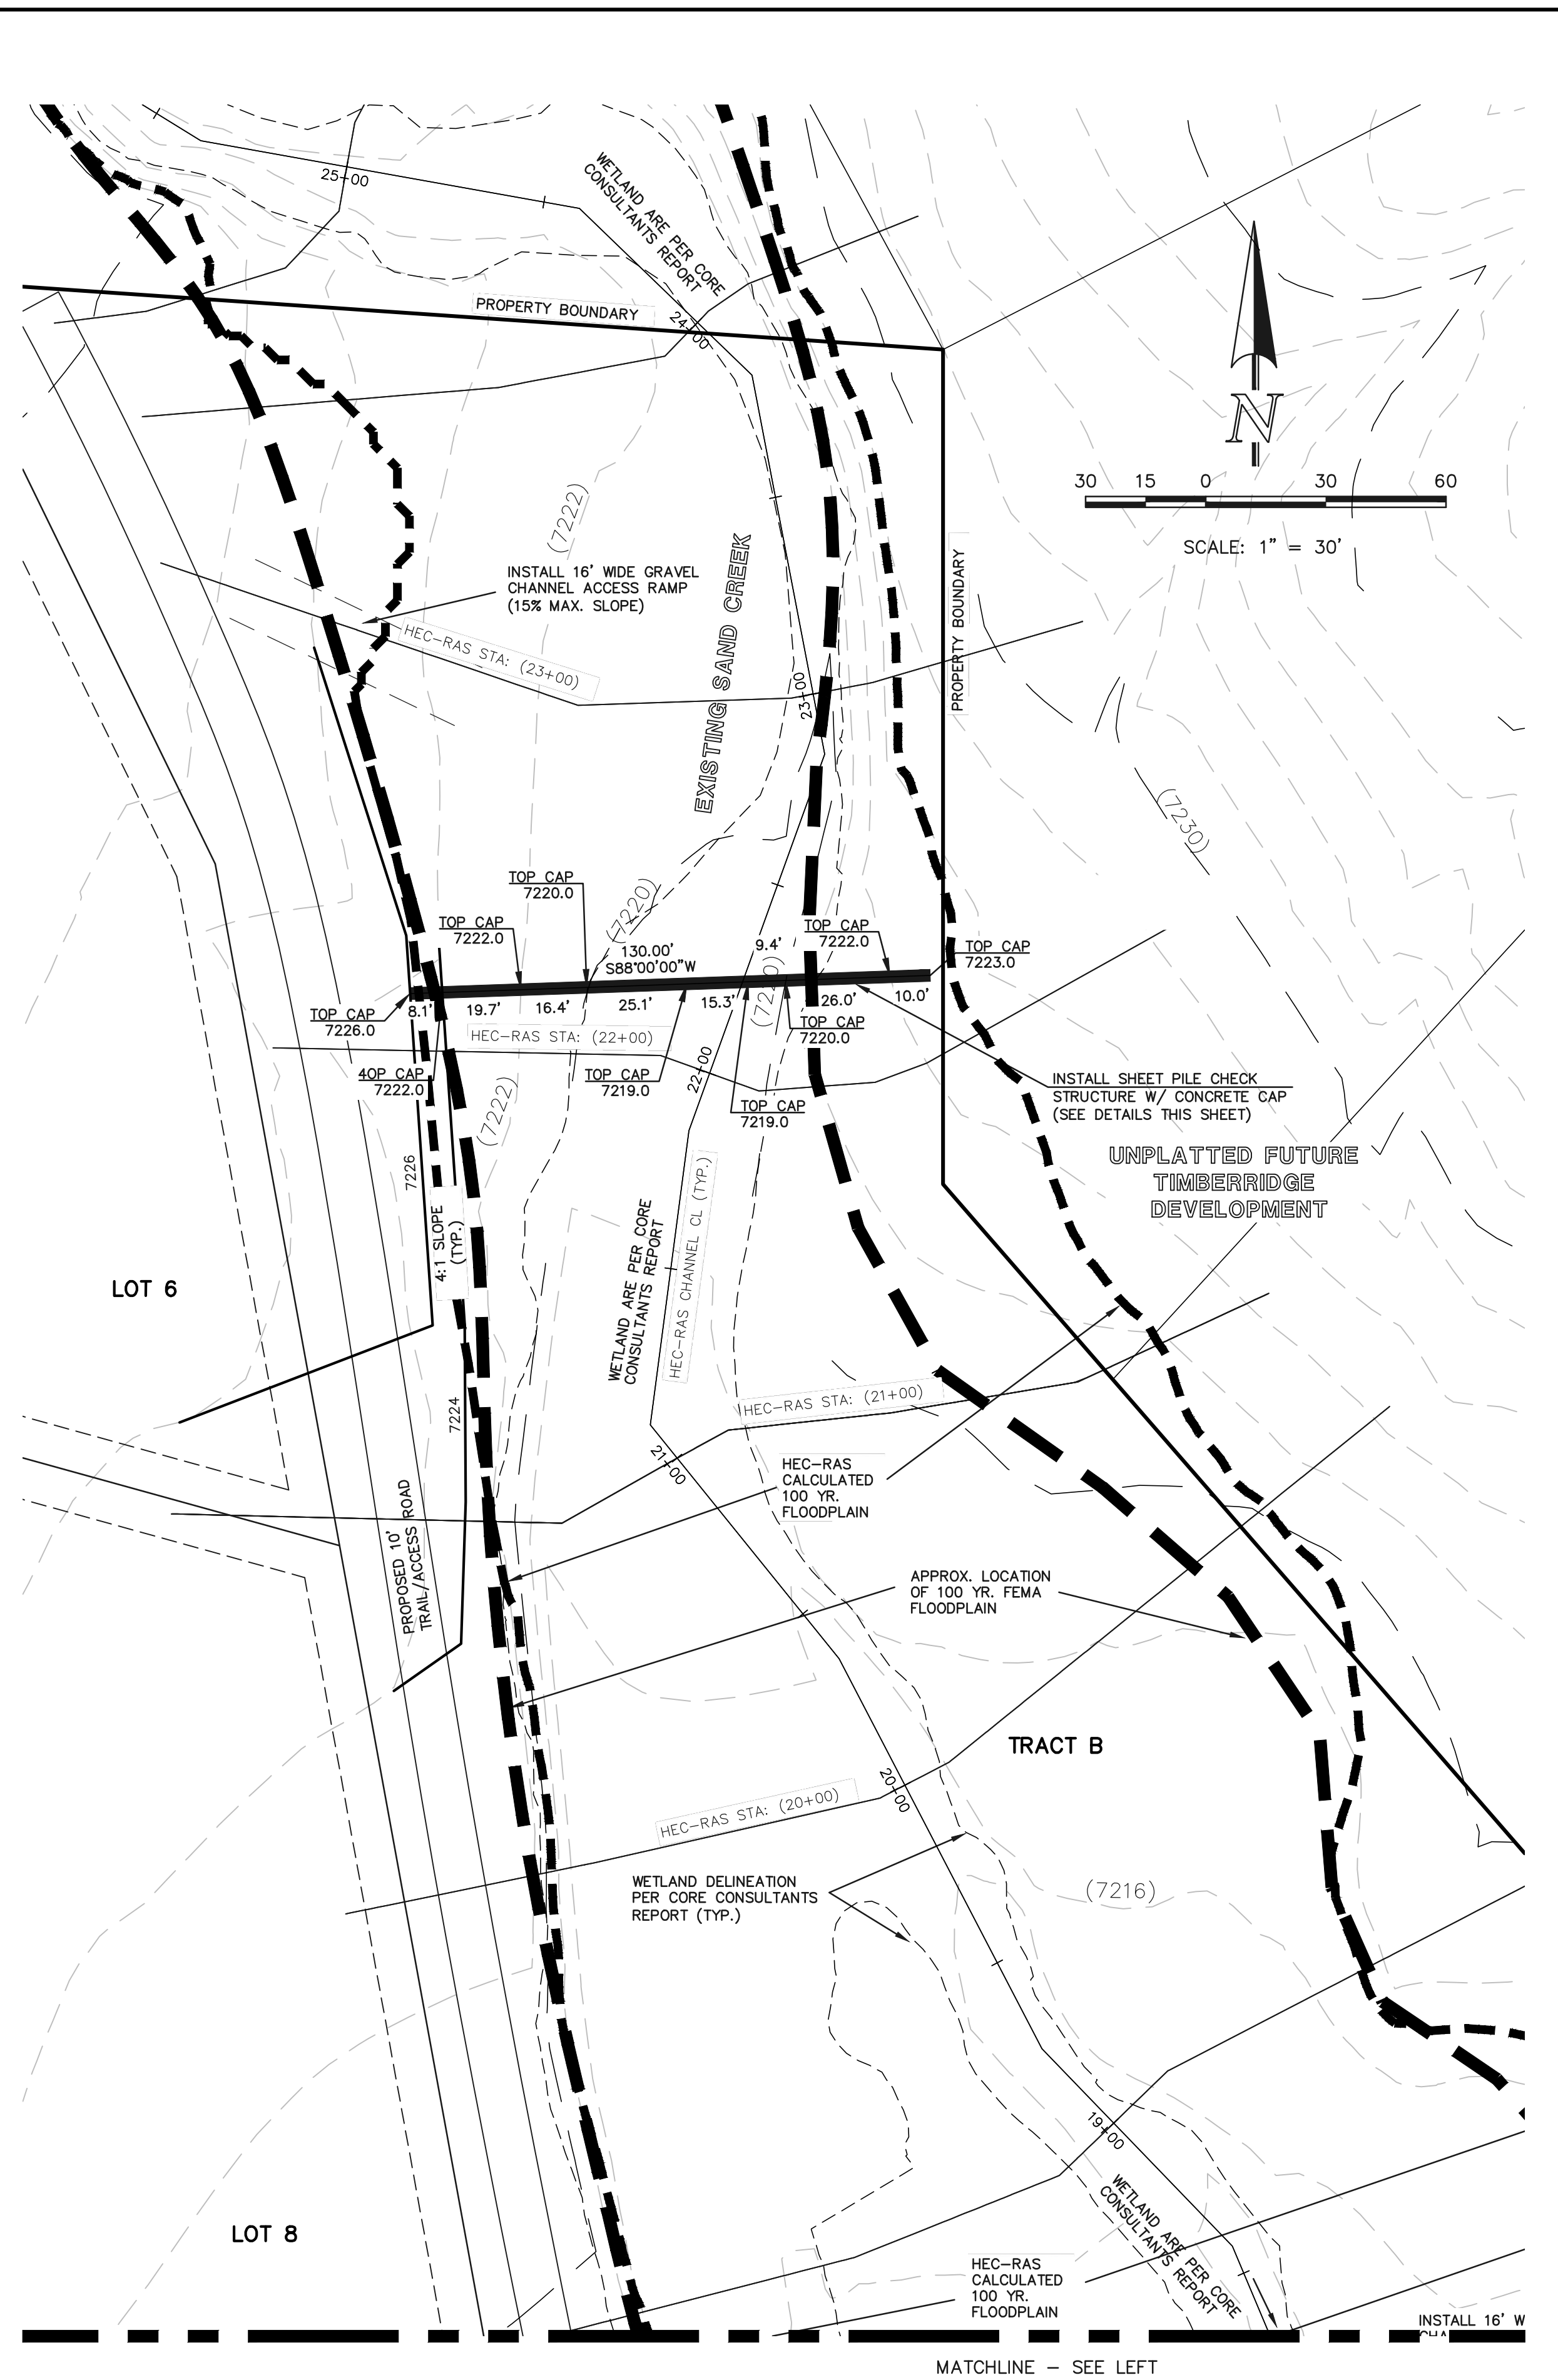 25+00
WETLAND ARE PER CORE
CONSULTANTS REPORT
PROPERTY BOUNDARY
24+00
N
30 15 0 30 60
SCALE: 1" = 30'
(7222)
INSTALL 16' WIDE GRAVEL
CHANNEL ACCESS RAMP
(15% MAX. SLOPE)
HEC-RAS STA: (23+00)
EXISTING SAND CREEK
23+00
PROPERTY BOUNDARY
(7230)
TOP CAP
7220.0
TOP CAP
7222.0
(7220)
130.00'
S88°00'00"W
9.4'
TOP CAP
7222.0
TOP CAP
7223.0
TOP CAP
7226.0
8.1'
19.7'
16.4'
25.1'
15.3'
26.0'
10.0'
HEC-RAS STA: (22+00)
TOP CAP
7220.0
4OP CAP
7222.0
TOP CAP
7219.0
22+00
TOP CAP
7219.0
INSTALL SHEET PILE CHECK
STRUCTURE W/ CONCRETE CAP
(SEE DETAILS THIS SHEET)
(7222)
UNPLATTED FUTURE
TIMBERRIDGE
DEVELOPMENT
7226
4:1 SLOPE
(TYP.)
WETLAND ARE PER CORE
CONSULTANTS REPORT
HEC-RAS CHANNEL CL (TYP.)
LOT 6
7224
HEC-RAS STA: (21+00)
21+00
HEC-RAS
CALCULATED
100 YR.
FLOODPLAIN
PROPOSED 10'
TRAIL/ACCESS ROAD
APPROX. LOCATION
OF 100 YR. FEMA
FLOODPLAIN
TRACT B
20+00
HEC-RAS STA: (20+00)
WETLAND DELINEATION
PER CORE CONSULTANTS
REPORT (TYP.)
(7216)
19+00
WETLAND ARE PER CORE
CONSULTANTS REPORT
LOT 8
HEC-RAS
CALCULATED
100 YR.
FLOODPLAIN
INSTALL 16' W
MATCHLINE - SEE LEFT